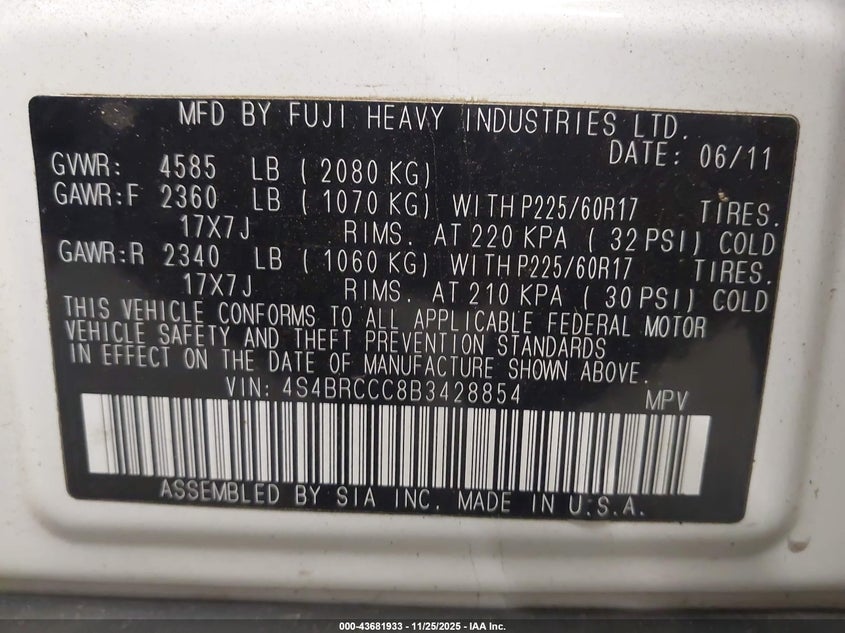 MFD BY FUJI HEAVY INDUSTRIES LTD.
DATE: 06/11
GVWR: 4585 LB ( 2080 KG)
GAWR:F 2360 LB ( 1070 KG) WITH P225/60R17 TIRES.
17X7J RIMS. AT 220 KPA ( 32 PSI) COLD
GAWR:R 2340 LB ( 1060 KG) WITH P225/60R17 TIRES.
17X7J RIMS. AT 210 KPA ( 30 PSI) COLD
THIS VEHICLE CONFORMS TO ALL APPLICABLE FEDERAL MOTOR
VEHICLE SAFETY AND THEFT PREVENTION STANDARDS
IN EFFECT ON THE DATE OF MANUFACTURE SHOWN ABOVE.
VIN: 4S4BRCCC8B3428854 MPV
ASSEMBLED BY SIA INC. MADE IN U.S.A.
000-43681933 - 11/25/2025 - IAA Inc.